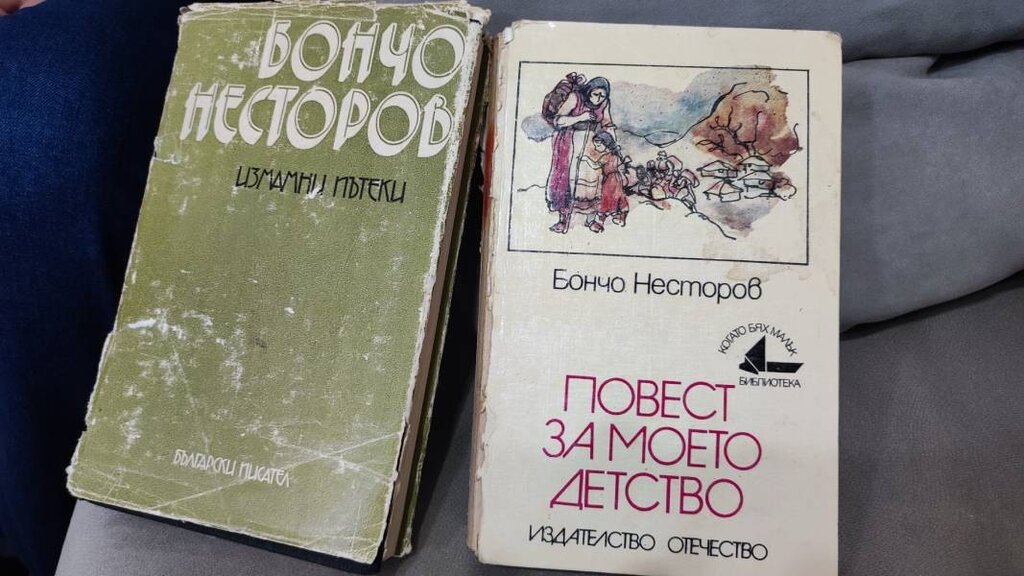 БОНЧО
НЕСТОРОВ
ИЗМАМНИ ПЪТЕКИ
БЪЛГАРСКИ ПИСАТЕЛ
Бончо Несторов
КОГАТО БЯХ МАЛЪК
БИБЛИОТЕКА
ПОВЕСТ
ЗА МОЕТО
ДЕТСТВО
ИЗДАТЕЛСТВО ОТЕЧЕСТВО